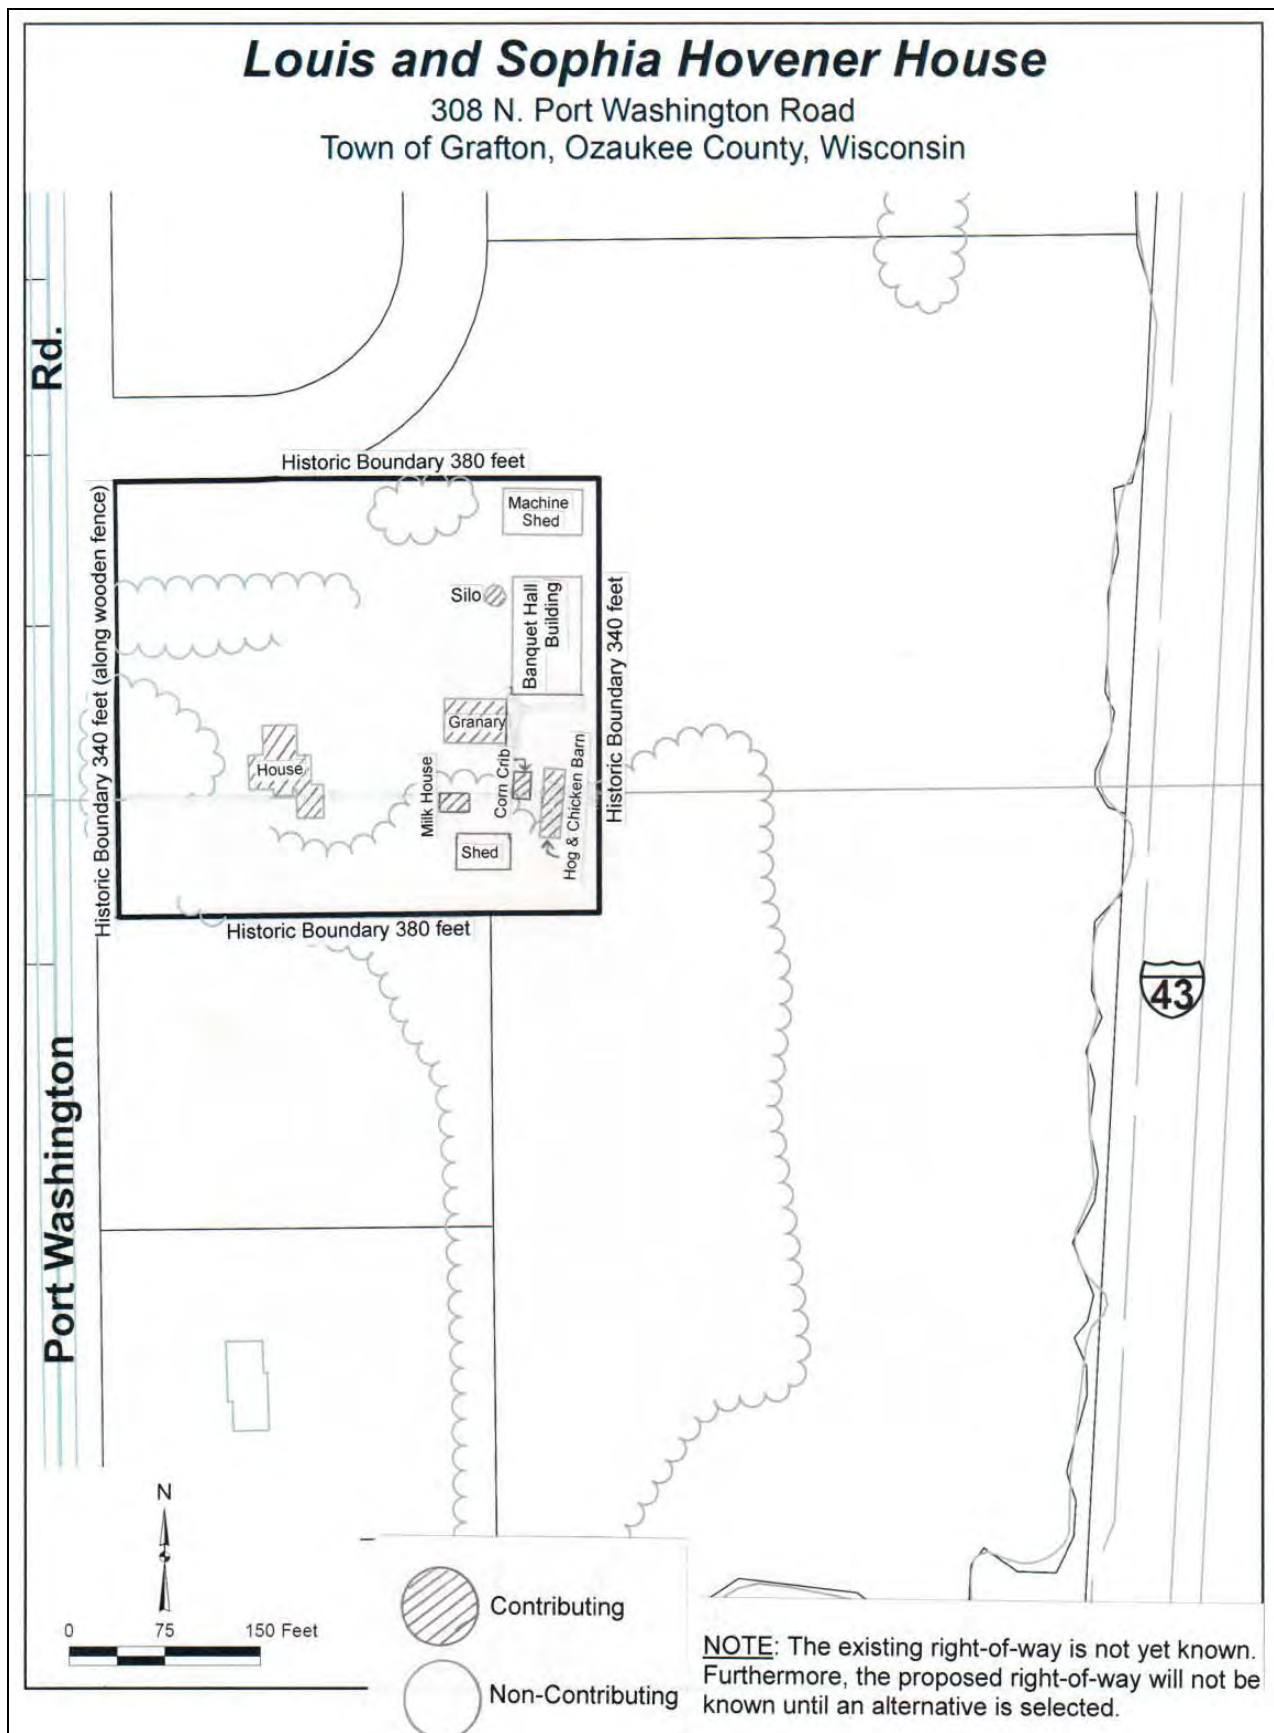 Louis and Sophia Hovener House
308 N. Port Washington Road
Town of Grafton, Ozaukee County, Wisconsin
Rd.
Port Washington
Historic Boundary 380 feet
Historic Boundary 340 feet (along wooden fence)
Machine
Shed
Silo
Banquet Hall
Building
Historic Boundary 340 feet
Granary
House
Milk House
Corn Crib
Hog & Chicken Barn
Shed
Historic Boundary 380 feet
43
N
0 75 150 Feet
Contributing
Non-Contributing
NOTE: The existing right-of-way is not yet known.
Furthermore, the proposed right-of-way will not be
known until an alternative is selected.